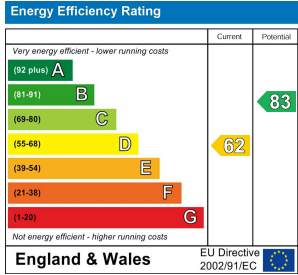 Energy Efficiency Rating
Current Potential
Very energy efficient - lower running costs
(92 plus) A
(81-91) B
(69-80) C
(55-68) D
(39-54) E
(21-38) F
(1-20) G
62
83
Not energy efficient - higher running costs
England & Wales
EU Directive
2002/91/EC